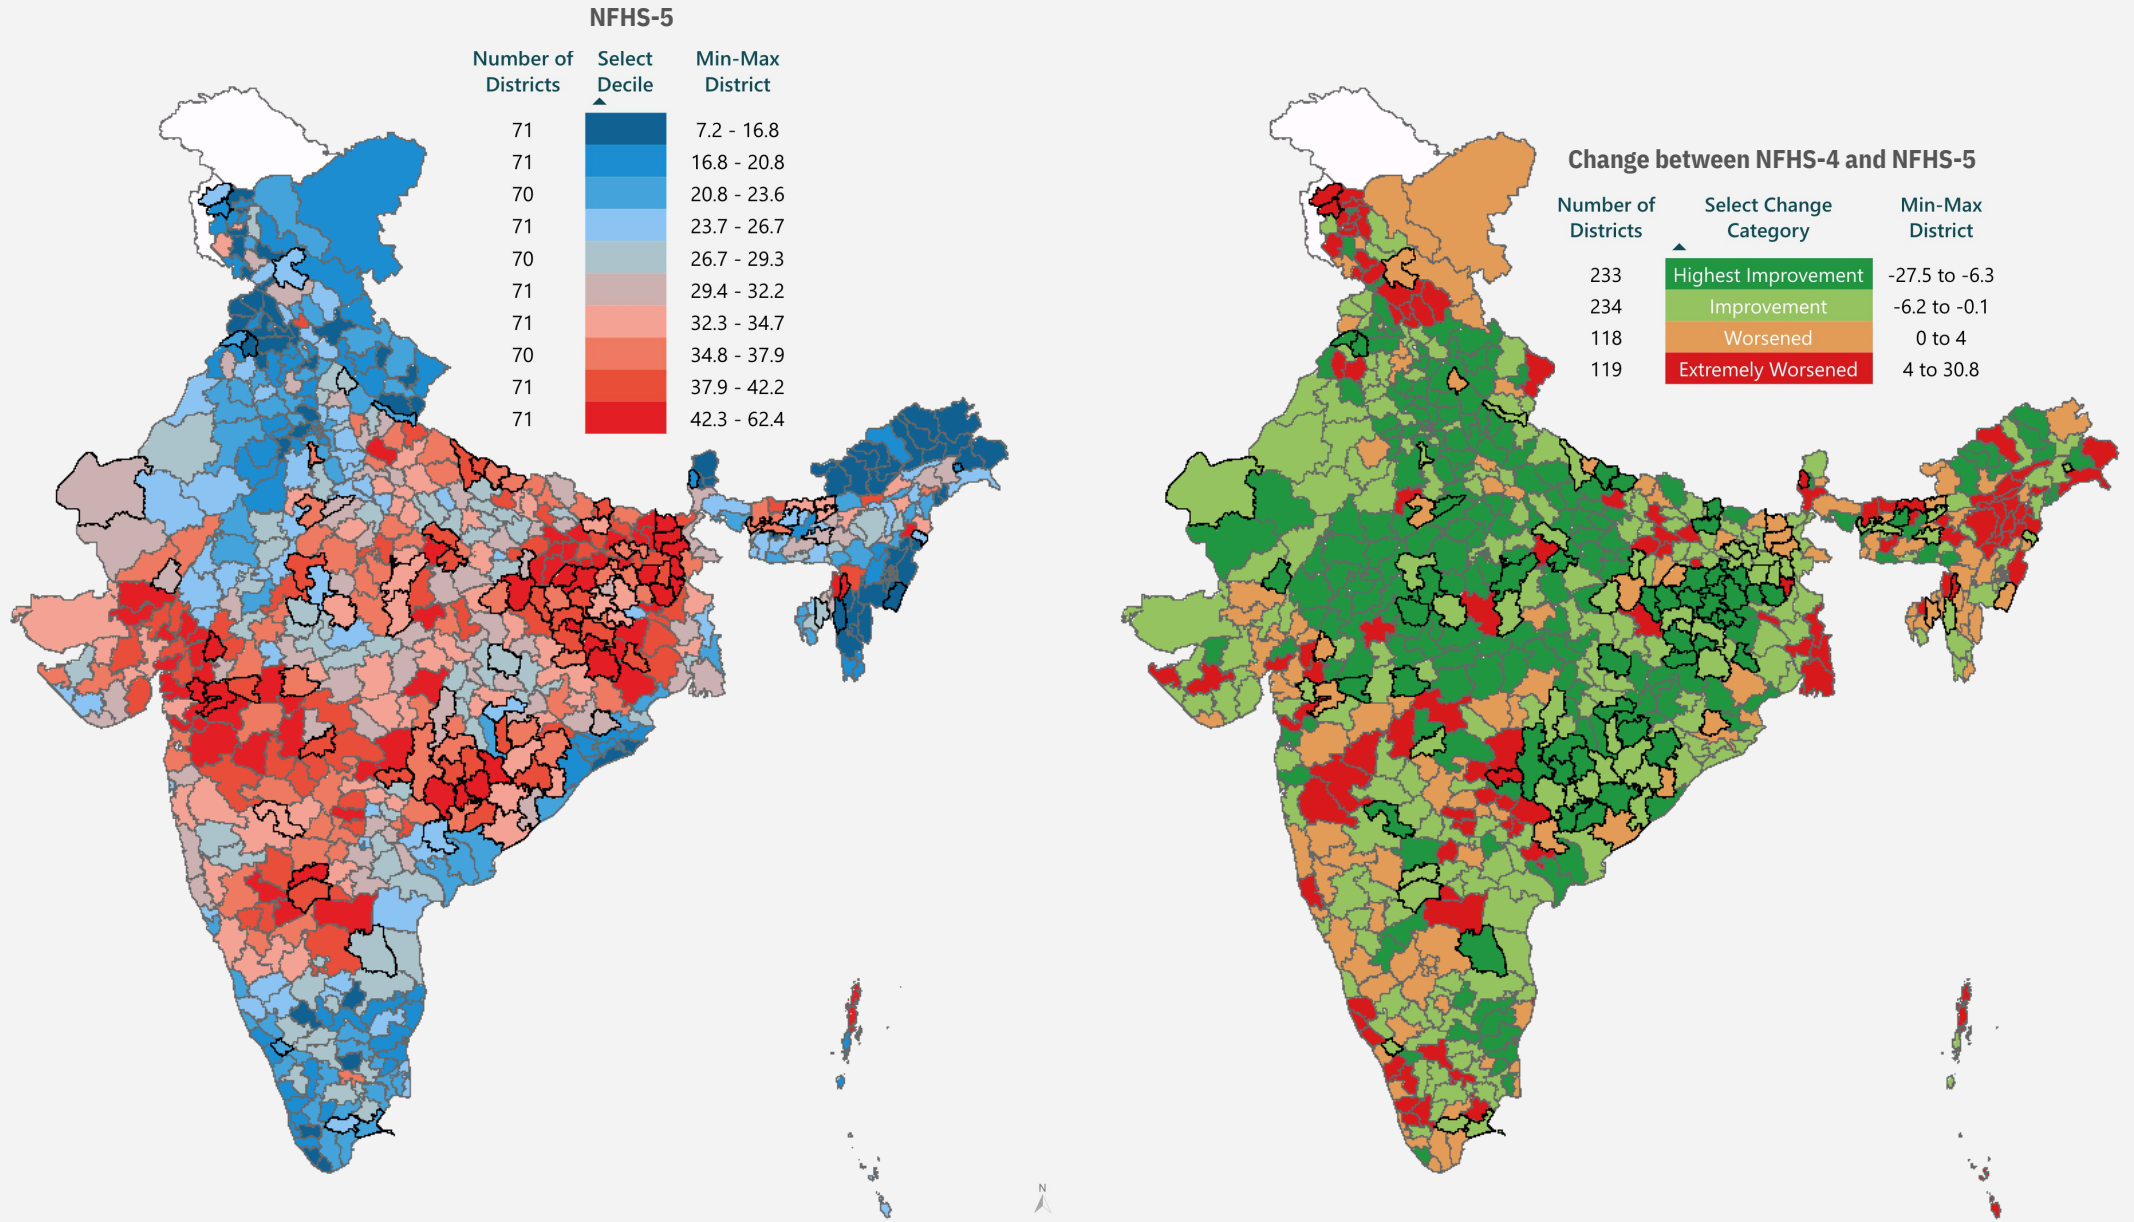 NFHS-5
Number of Districts Select Decile Min-Max District
71 7.2 - 16.8
71 16.8 - 20.8
70 20.8 - 23.6
71 23.7 - 26.7
70 26.7 - 29.3
71 29.4 - 32.2
71 32.3 - 34.7
70 34.8 - 37.9
71 37.9 - 42.2
71 42.3 - 62.4
Change between NFHS-4 and NFHS-5
Number of Districts Select Change Category Min-Max District
233 Highest Improvement -27.5 to -6.3
234 Improvement -6.2 to -0.1
118 Worsened 0 to 4
119 Extremely Worsened 4 to 30.8
N